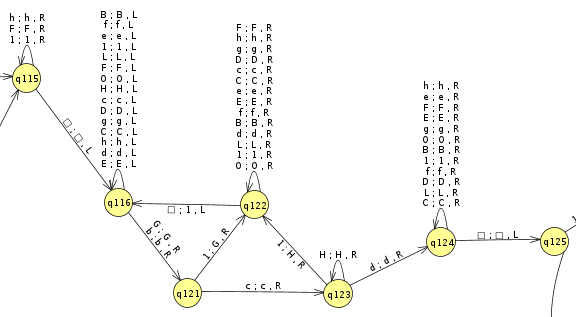 h;h,R
F;F,R
1;1,R
q115
□;□,L
B;B,L
f;f,L
e;e,L
1;1,L
L;L,L
F;F,L
O;O,L
H;H,L
c;c,L
D;D,L
g;g,L
C;C,L
h;h,L
d;d,L
E;E,L
q116
F;F,R
h;h,R
g;g,R
D;D,R
c;c,R
C;C,R
e;e,R
E;E,R
f;f,R
B;B,R
d;d,R
L;L,R
1;1,R
O;O,R
q122
□;1,L
G;G,R
b;b,R
q121
1;G,R
c;c,R
1;H,R
H;H,R
q123
d;d,R
h;h,R
e;e,R
F;F,R
E;E,R
g;g,R
O;O,R
B;B,R
1;1,R
f;f,R
D;D,R
L;L,R
C;C,R
q124
□;□,L
q125